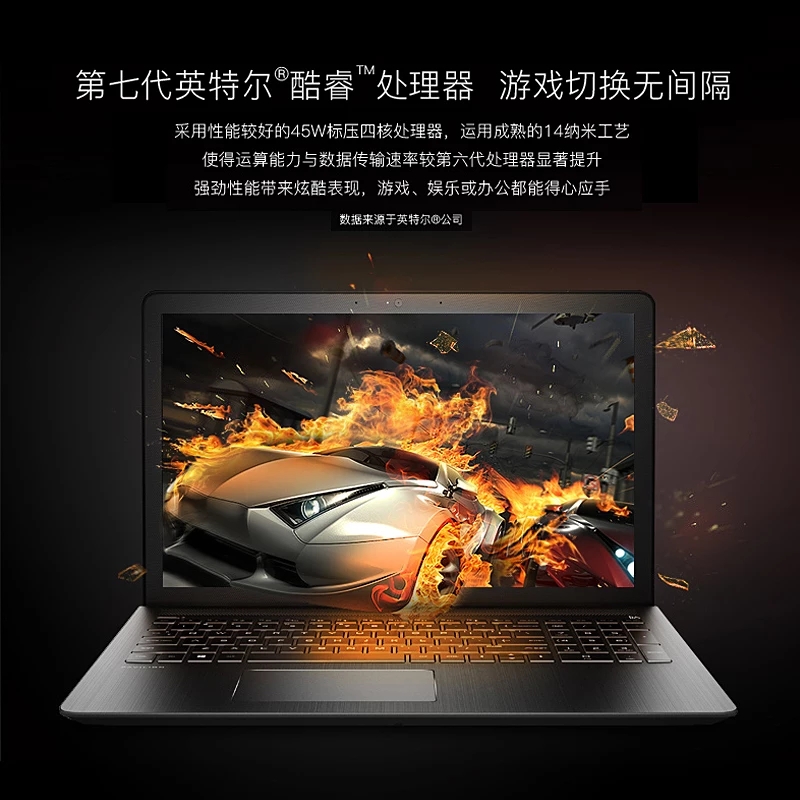 第七代英特尔®酷睿™处理器 游戏切换无间隔
采用性能较好的45W标压四核处理器，运用成熟的14纳米工艺
使得运算能力与数据传输速率较第六代处理器显著提升
强劲性能带来炫酷表现，游戏、娱乐或办公都能得心应手
数据来源于英特尔®公司
PAVILION